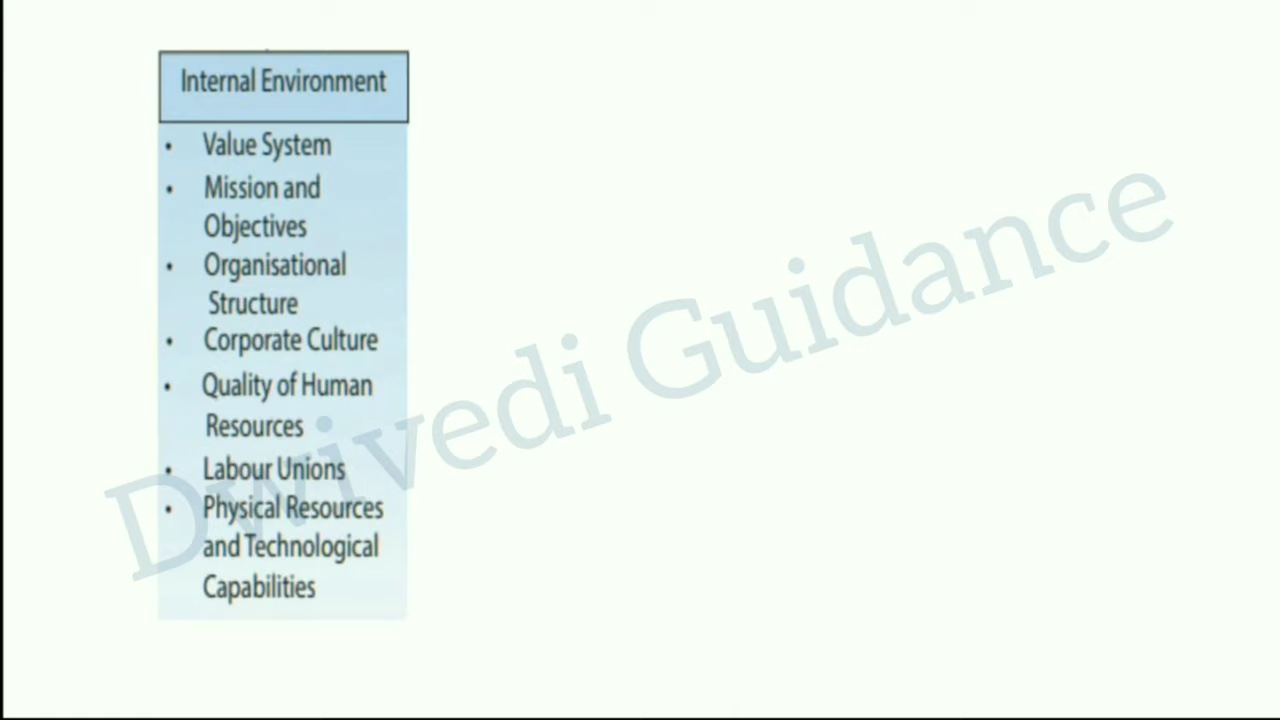 Internal Environment
• Value System
• Mission and
Objectives
• Organisational
Structure
• Corporate Culture
• Quality of Human
Resources
• Labour Unions
• Physical Resources
and Technological
Capabilities
Dwivedi Guidance